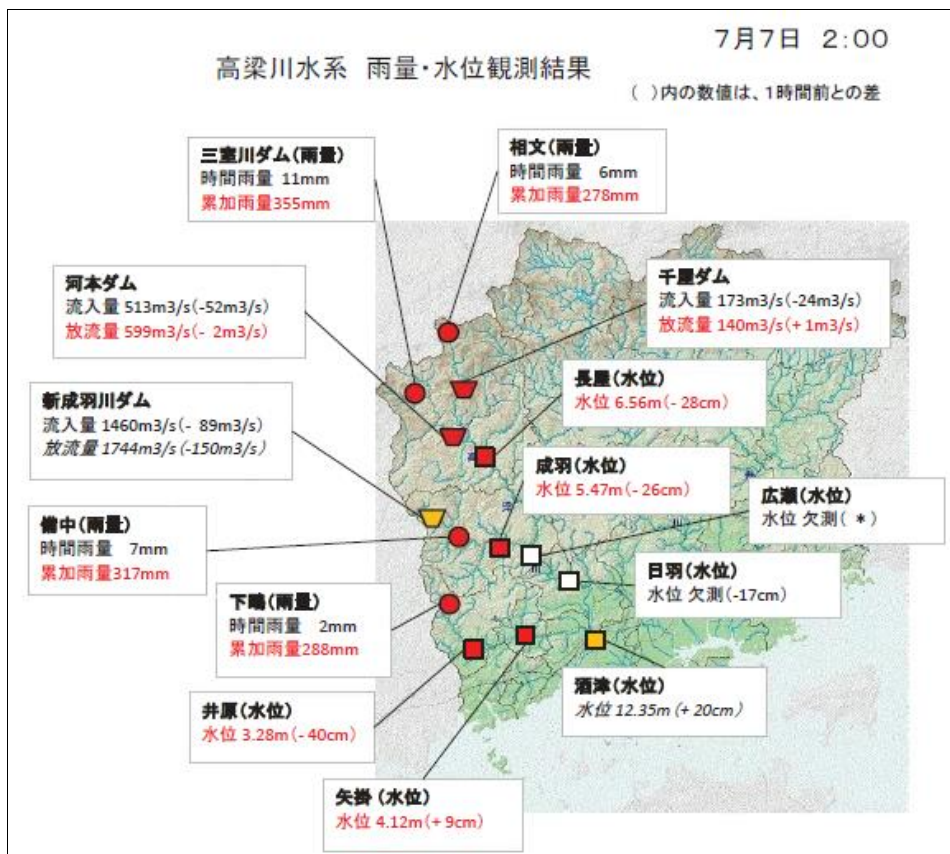 7月7日 2:00
高梁川水系 雨量・水位観測結果
( )内の数値は、1時間前との差
三室川ダム(雨量)
時間雨量 11mm
累加雨量355mm
相文(雨量)
時間雨量 6mm
累加雨量278mm
河本ダム
流入量 513m3/s(-52m3/s)
放流量 599m3/s(- 2m3/s)
千屋ダム
流入量 173m3/s(-24m3/s)
放流量 140m3/s(+ 1m3/s)
長屋(水位)
水位 6.56m(- 28cm)
新成羽川ダム
流入量 1460m3/s(- 89m3/s)
放流量 1744m3/s(-150m3/s)
成羽(水位)
水位 5.47m(- 26cm)
広瀬(水位)
水位 欠測( *)
備中(雨量)
時間雨量 7mm
累加雨量317mm
日羽(水位)
水位 欠測(-17cm)
下鴫(雨量)
時間雨量 2mm
累加雨量288mm
酒津(水位)
水位 12.35m(+ 20cm)
井原(水位)
水位 3.28m(- 40cm)
矢掛(水位)
水位 4.12m(+ 9cm)